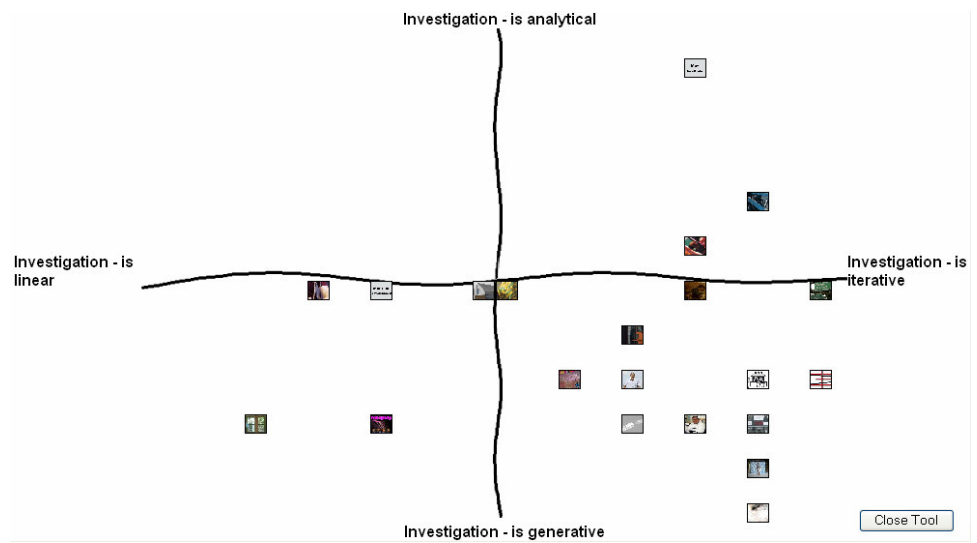 Investigation - is analytical
Investigation - is
linear
Investigation - is
iterative
Investigation - is generative
Close Tool